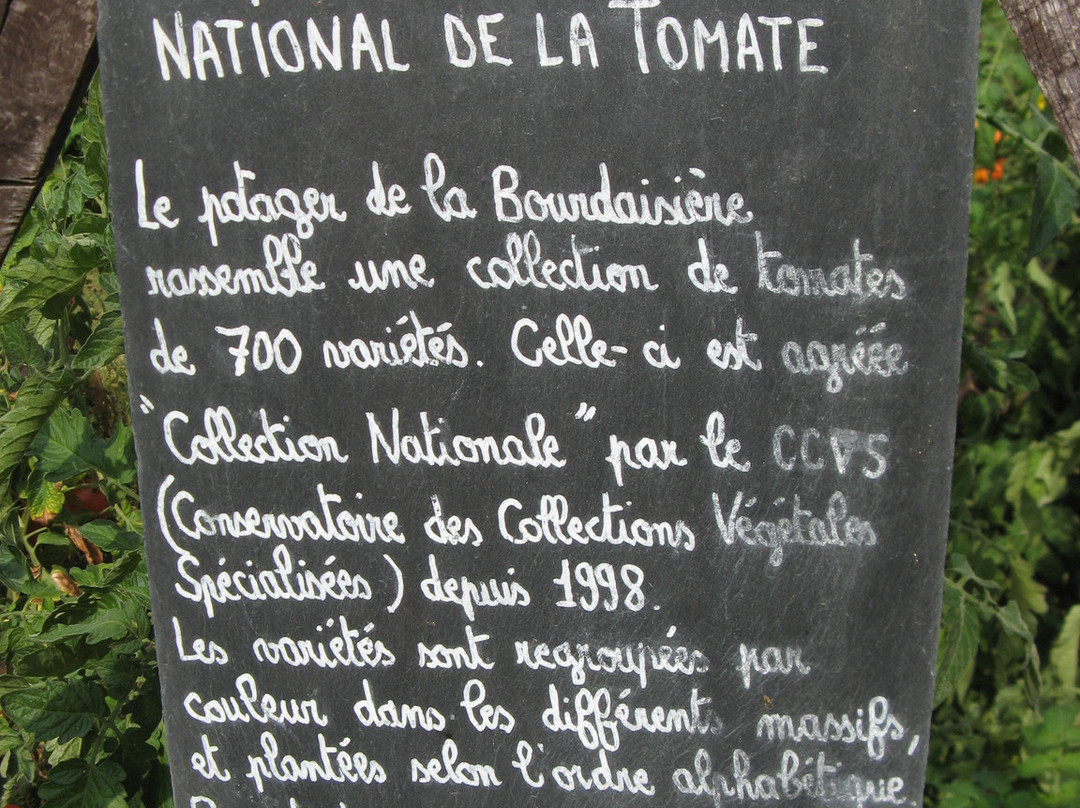 NATIONAL DE LA TOMATE
Le potager de la Bourdaisière
rassemble une collection de tomates
de 700 variétés. Celle-ci est agréée
"Collection Nationale" par le CCVS
(Conservatoire des Collections Végétales
Spécialisées) depuis 1998.
Les variétés sont regroupées par
couleur dans les différents massifs,
et plantées selon l'ordre alphabétique